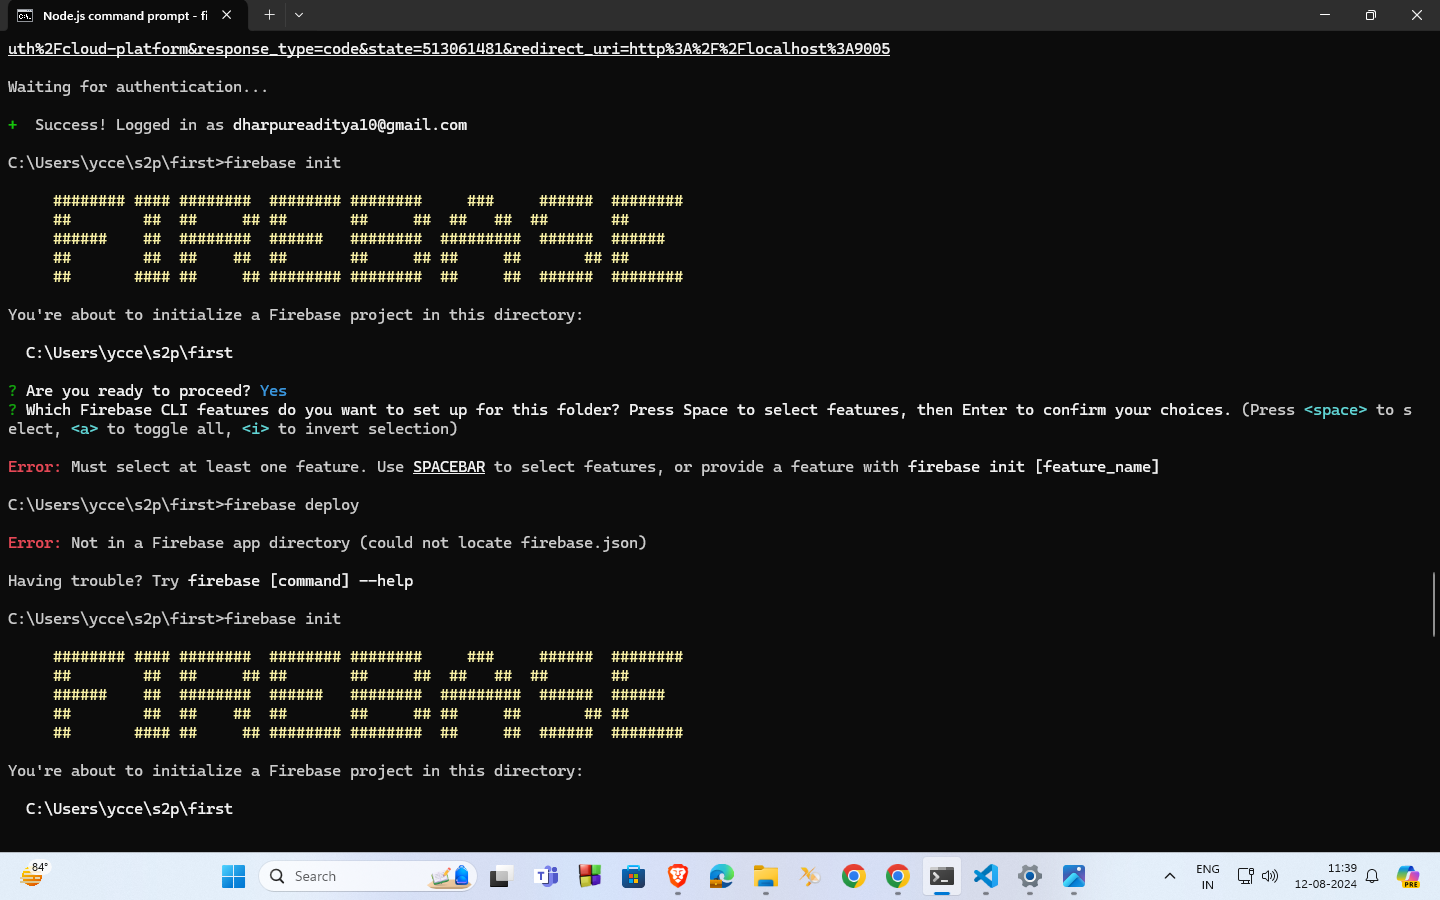 Node.js command prompt - fi
uth%2Fcloud-platform&response_type=code&state=513061481&redirect_uri=http%3A%2F%2Flocalhost%3A9005
Waiting for authentication...
+  Success! Logged in as dharpureaditya10@gmail.com
C:\Users\ycce\s2p\first>firebase init
     ######## #### ########  ######## ########     ###     ######  ########
     ##        ##  ##     ## ##       ##     ##  ##   ##  ##       ##
     ######    ##  ########  ######   ########  #########  ######  ######
     ##        ##  ##    ##  ##       ##     ## ##     ##       ## ##
     ##       #### ##     ## ######## ########  ##     ##  ######  ########
You're about to initialize a Firebase project in this directory:
  C:\Users\ycce\s2p\first
? Are you ready to proceed? Yes
? Which Firebase CLI features do you want to set up for this folder? Press Space to select features, then Enter to confirm your choices. (Press <space> to s
elect, <a> to toggle all, <i> to invert selection)
Error: Must select at least one feature. Use SPACEBAR to select features, or provide a feature with firebase init [feature_name]
C:\Users\ycce\s2p\first>firebase deploy
Error: Not in a Firebase app directory (could not locate firebase.json)
Having trouble? Try firebase [command] --help
C:\Users\ycce\s2p\first>firebase init
     ######## #### ########  ######## ########     ###     ######  ########
     ##        ##  ##     ## ##       ##     ##  ##   ##  ##       ##
     ######    ##  ########  ######   ########  #########  ######  ######
     ##        ##  ##    ##  ##       ##     ## ##     ##       ## ##
     ##       #### ##     ## ######## ########  ##     ##  ######  ########
You're about to initialize a Firebase project in this directory:
  C:\Users\ycce\s2p\first
84°
Search
ENG
IN
11:39
12-08-2024
PRE